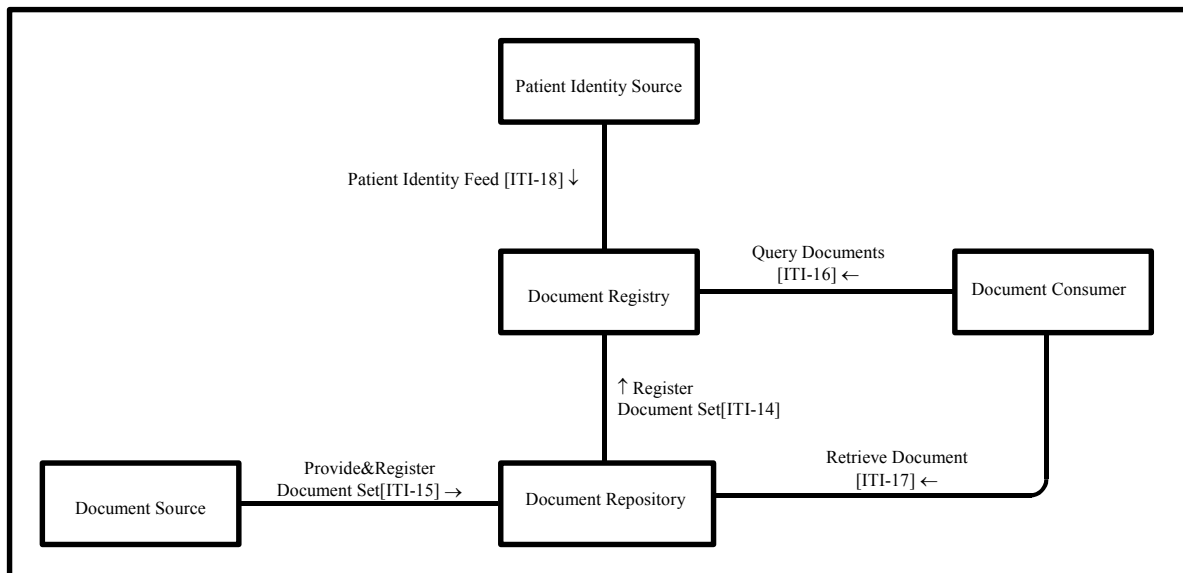 Patient Identity Source
Patient Identity Feed [ITI-18] ↓
Query Documents
[ITI-16] ←
Document Registry
Document Consumer
↑ Register
Document Set[ITI-14]
Retrieve Document
[ITI-17] ←
Provide&Register
Document Set[ITI-15] →
Document Source
Document Repository